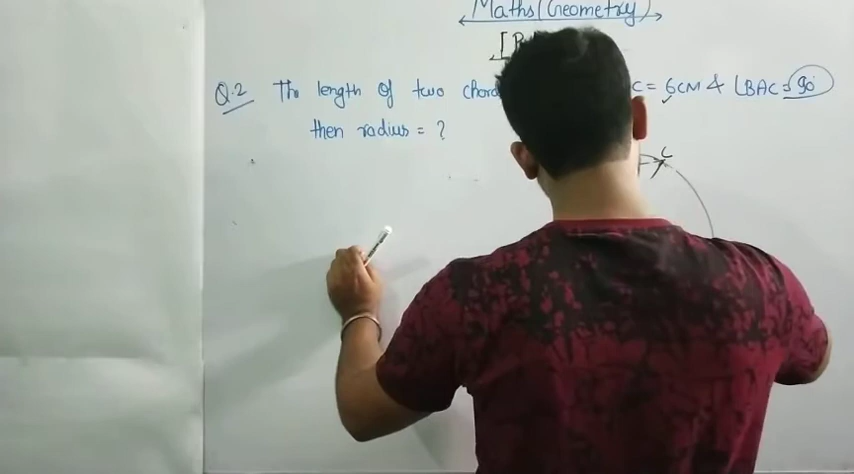 Maths (Geometry)
Q.2 The length of two chord C = 6CM & ∠BAC = 90°
then radius = ?
C